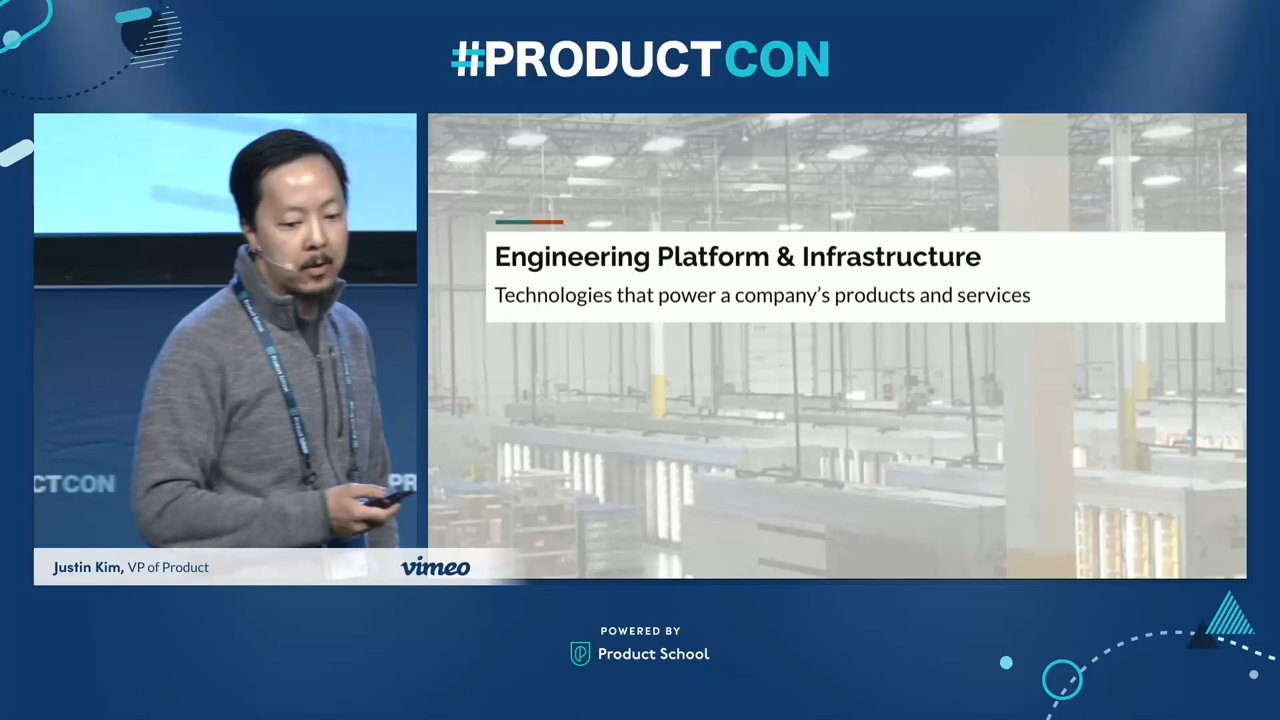 #PRODUCTCON
Engineering Platform & Infrastructure
Technologies that power a company's products and services
CTCON
PR
Justin Kim, VP of Product
vimeo
POWERED BY
Product School